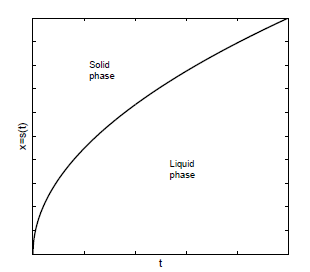 Solid
phase
x=s(t)
Liquid
phase
t